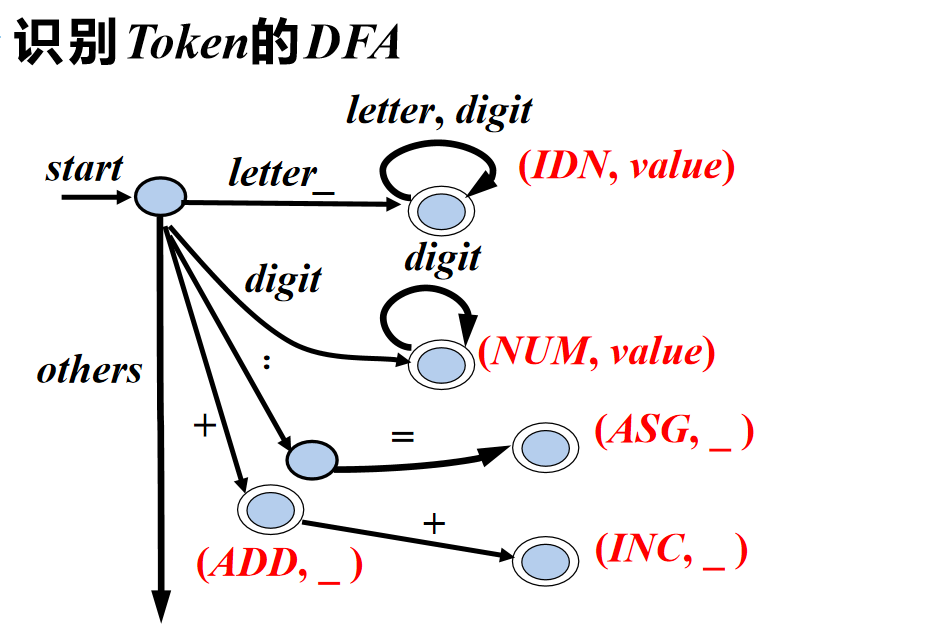 识别Token的DFA
letter, digit
start
letter_
(IDN, value)
digit
digit
(NUM, value)
others
:
+
=
(ASG, _ )
+
(ADD, _ )
(INC, _ )